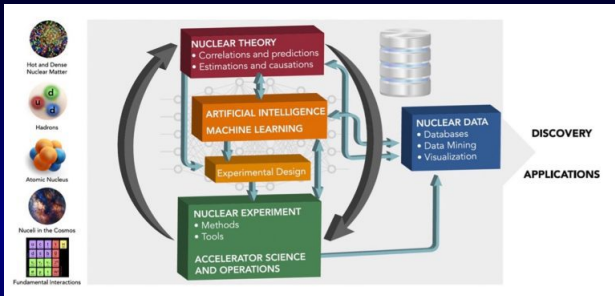 Hot and Dense
Nuclear Matter
u
d
d
Hadrons
Atomic Nucleus
Nuceli in the Cosmos
Fundamental Interactions
NUCLEAR THEORY
• Correlations and predictions
• Estimations and causations
ARTIFICIAL INTELLIGENCE
MACHINE LEARNING
Experimental Design
NUCLEAR EXPERIMENT
• Methods
• Tools
ACCELERATOR SCIENCE
AND OPERATIONS
NUCLEAR DATA
• Databases
• Data Mining
• Visualization
DISCOVERY
APPLICATIONS